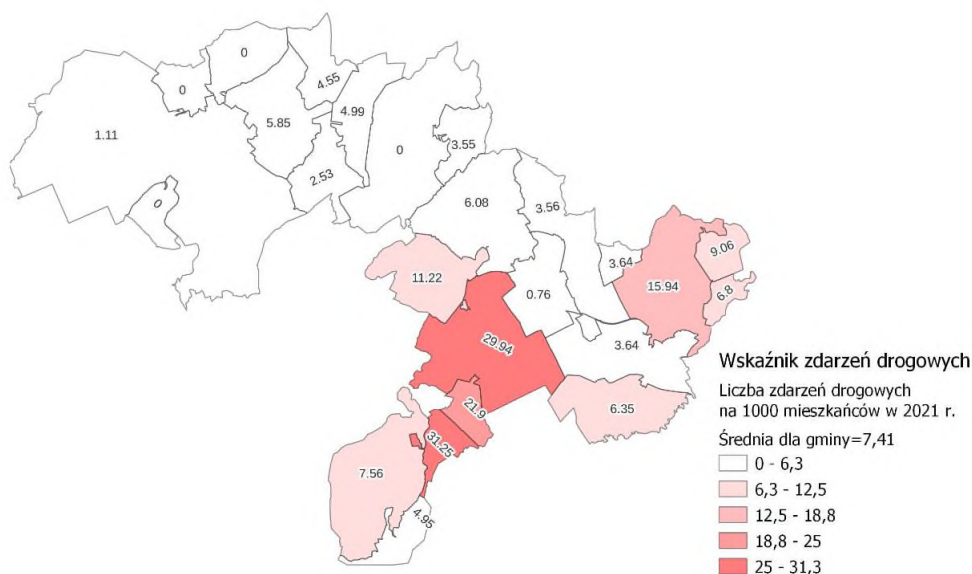 0
4.55
0
4.99
1.11
5.85
0
3.55
2.53
0
6.08
3.56
9.06
3.64
11.22
15.94
6.8
0.76
29.94
3.64
21.9
6.35
31.25
7.56
4.95
Wskaźnik zdarzeń drogowych
Liczba zdarzeń drogowych
na 1000 mieszkańców w 2021 r.
Średnia dla gminy=7,41
0 - 6,3
6,3 - 12,5
12,5 - 18,8
18,8 - 25
25 - 31,3